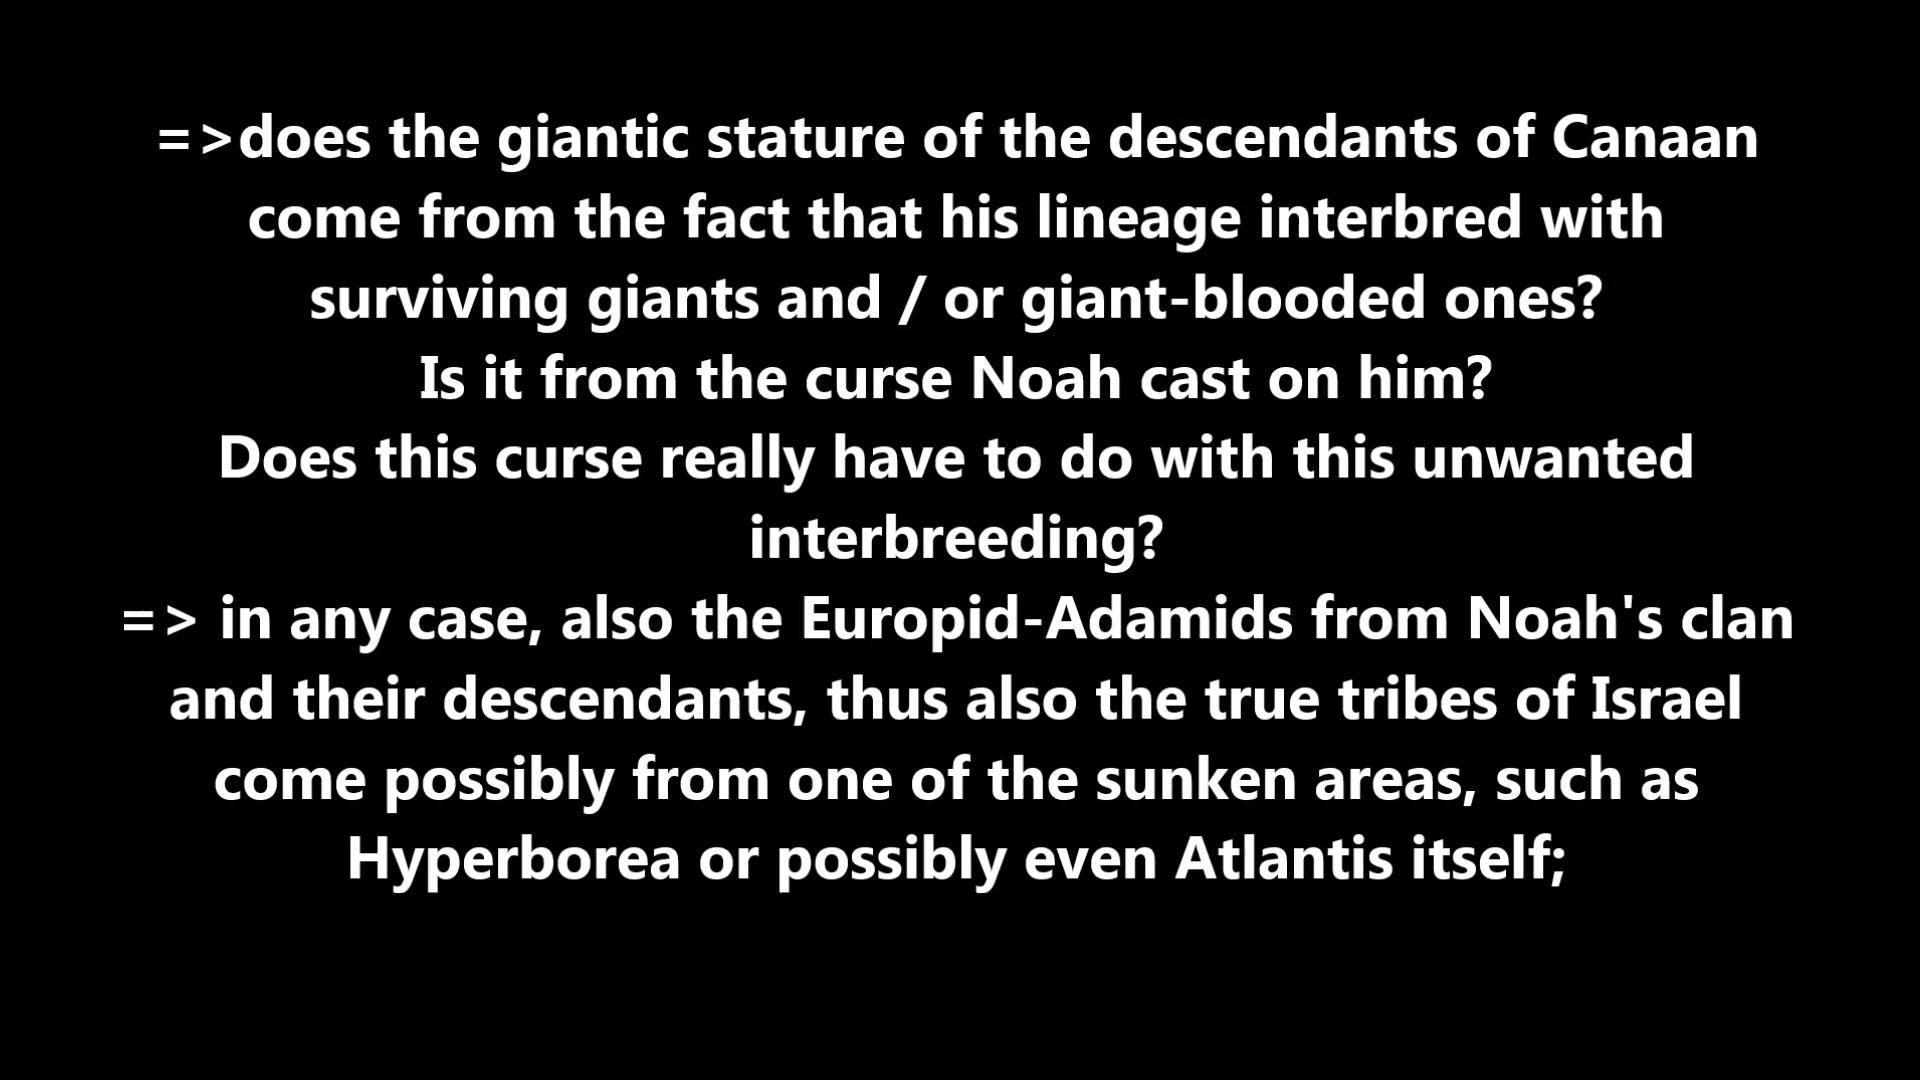 =>does the giantic stature of the descendants of Canaan
come from the fact that his lineage interbred with
surviving giants and / or giant-blooded ones?
Is it from the curse Noah cast on him?
Does this curse really have to do with this unwanted
interbreeding?
=> in any case, also the Europid-Adamids from Noah's clan
and their descendants, thus also the true tribes of Israel
come possibly from one of the sunken areas, such as
Hyperborea or possibly even Atlantis itself;